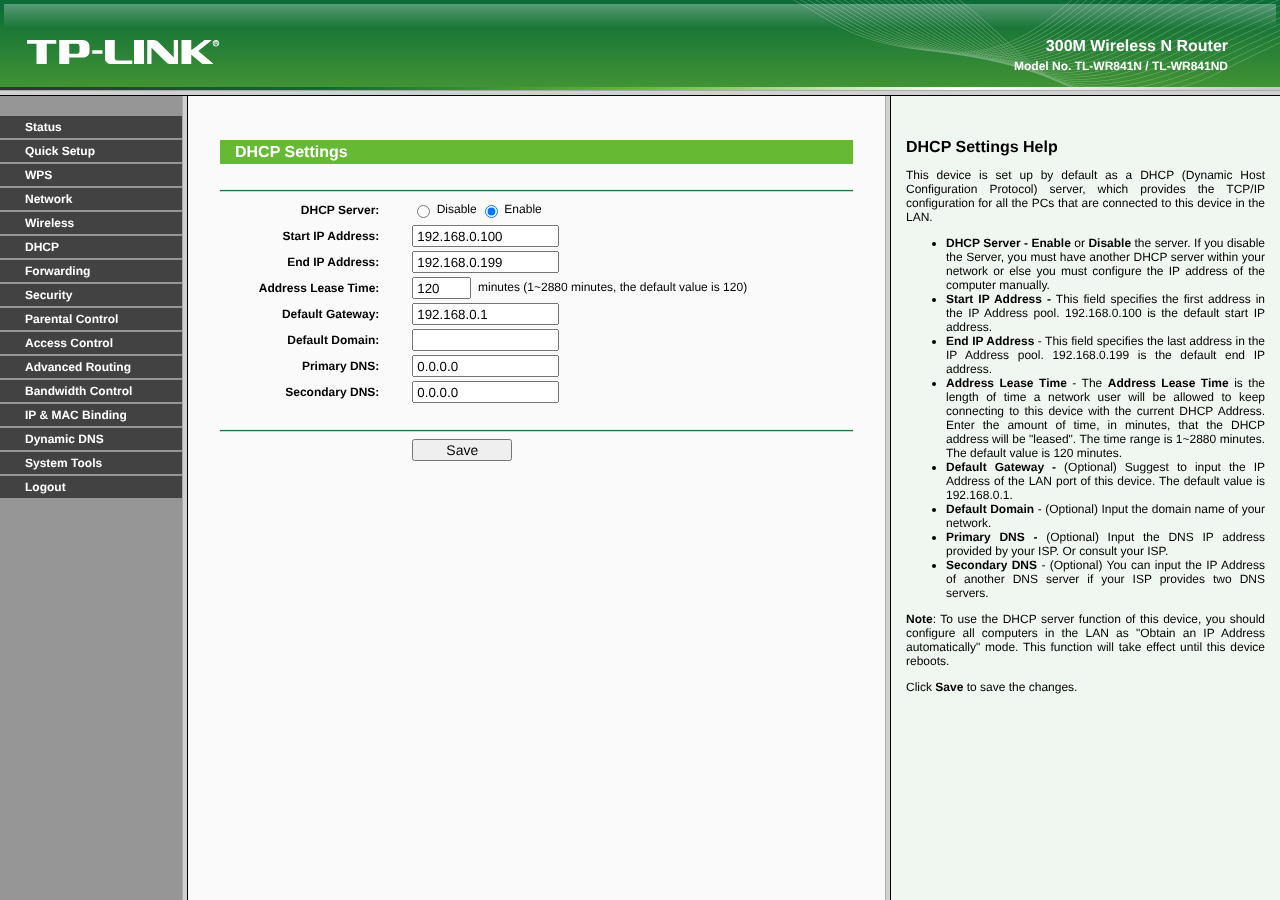 TP-LINK®
300M Wireless N Router
Model No. TL-WR841N / TL-WR841ND
Status
Quick Setup
WPS
Network
Wireless
DHCP
Forwarding
Security
Parental Control
Access Control
Advanced Routing
Bandwidth Control
IP & MAC Binding
Dynamic DNS
System Tools
Logout
DHCP Settings
DHCP Server: Disable Enable
Start IP Address: 192.168.0.100
End IP Address: 192.168.0.199
Address Lease Time: 120 minutes (1~2880 minutes, the default value is 120)
Default Gateway: 192.168.0.1
Default Domain:
Primary DNS: 0.0.0.0
Secondary DNS: 0.0.0.0
Save
DHCP Settings Help
This device is set up by default as a DHCP (Dynamic Host
Configuration Protocol) server, which provides the TCP/IP
configuration for all the PCs that are connected to this device in the
LAN.
• DHCP Server - Enable or Disable the server. If you disable
the Server, you must have another DHCP server within your
network or else you must configure the IP address of the
computer manually.
• Start IP Address - This field specifies the first address in
the IP Address pool. 192.168.0.100 is the default start IP
address.
• End IP Address - This field specifies the last address in the
IP Address pool. 192.168.0.199 is the default end IP
address.
• Address Lease Time - The Address Lease Time is the
length of time a network user will be allowed to keep
connecting to this device with the current DHCP Address.
Enter the amount of time, in minutes, that the DHCP
address will be "leased". The time range is 1~2880 minutes.
The default value is 120 minutes.
• Default Gateway - (Optional) Suggest to input the IP
Address of the LAN port of this device. The default value is
192.168.0.1.
• Default Domain - (Optional) Input the domain name of your
network.
• Primary DNS - (Optional) Input the DNS IP address
provided by your ISP. Or consult your ISP.
• Secondary DNS - (Optional) You can input the IP Address
of another DNS server if your ISP provides two DNS
servers.
Note: To use the DHCP server function of this device, you should
configure all computers in the LAN as "Obtain an IP Address
automatically" mode. This function will take effect until this device
reboots.
Click Save to save the changes.